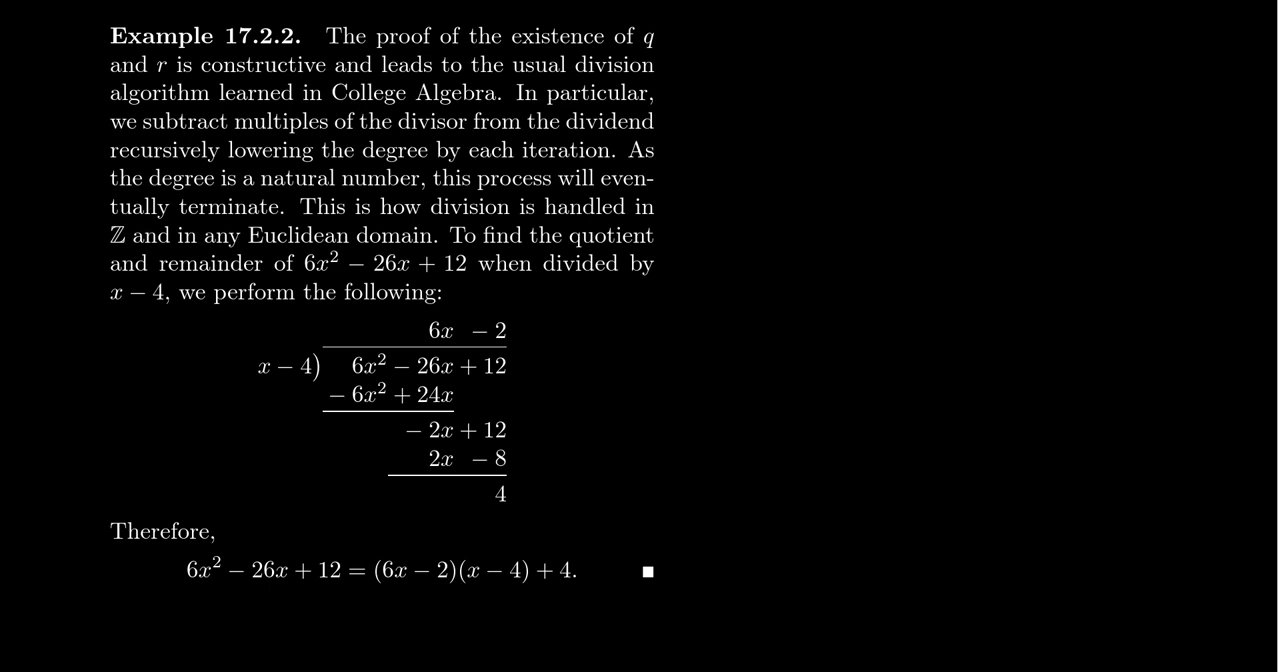 Example 17.2.2. The proof of the existence of q
and r is constructive and leads to the usual division
algorithm learned in College Algebra. In particular,
we subtract multiples of the divisor from the dividend
recursively lowering the degree by each iteration. As
the degree is a natural number, this process will even-
tually terminate. This is how division is handled in
ℤ and in any Euclidean domain. To find the quotient
and remainder of 6x² − 26x + 12 when divided by
x − 4, we perform the following:
6x − 2
x − 4) 6x² − 26x + 12
− 6x² + 24x
− 2x + 12
2x − 8
4
Therefore,
6x² − 26x + 12 = (6x − 2)(x − 4) + 4. ■